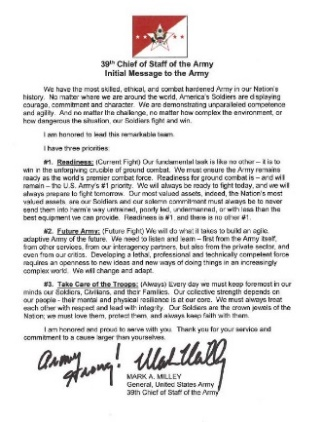 39th Chief of Staff of the Army
Initial Message to the Army
We have the most skilled, ethical, and combat hardened Army in our Nation's
history. No matter where we are around the world, America's Soldiers are displaying
courage, commitment and character. We are demonstrating unparalleled competence
and agility. And no matter the challenge, no matter how complex the environment, or
how dangerous the situation, our Soldiers fight and win.
I am honored to lead this remarkable team.
I have three priorities:
#1. Readiness: (Current Fight) Our fundamental task is like no other – it is to
win in the unforgiving crucible of ground combat. We must ensure the Army remains
ready as the world's premier combat force. Readiness for ground combat is – and will
remain – the U.S. Army's #1 priority. We will always be ready to fight today, and we will
always prepare to fight tomorrow. Our most valued assets, indeed, the Nation's most
valued assets, are our Soldiers and our solemn commitment must always be to never
send them into harm's way untrained, poorly led, undermanned, or with less than the
best equipment we can provide. Readiness is #1, and there is no other #1.
#2. Future Army: (Future Fight) We will do what it takes to build an agile,
adaptive Army of the future. We need to listen and learn – first from the Army itself,
from other services, from our interagency partners, but also from the private sector, and
even from our critics. Developing a lethal, professional and technically competent force
requires an openness to new ideas and new ways of doing things in an increasingly
complex world. We will change and adapt.
#3. Take Care of the Troops: (Always) Every day we must keep foremost in our
minds our Soldiers, Civilians, and their Families. Our collective strength depends on
our people – their mental and physical resilience is at our core. We must always treat
each other with respect and lead with integrity. Our Soldiers are the crown jewels of the
Nation; we must love them, protect them, and always keep faith with them.
I am honored and proud to serve with you. Thank you for your service and
commitment to a cause larger than yourselves.
Army Strong! Mark Milley
MARK A. MILLEY
General, United States Army
39th Chief of Staff of the Army